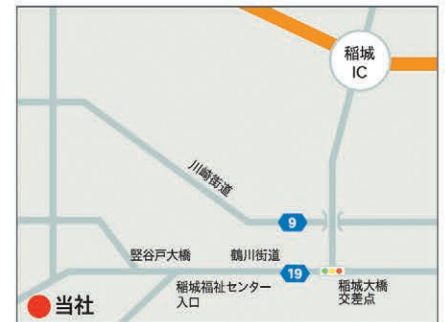 稲城
IC
川崎街道
9
竪谷戸大橋
鶴川街道
19
稲城福祉センター
入口
稲城大橋
交差点
当社